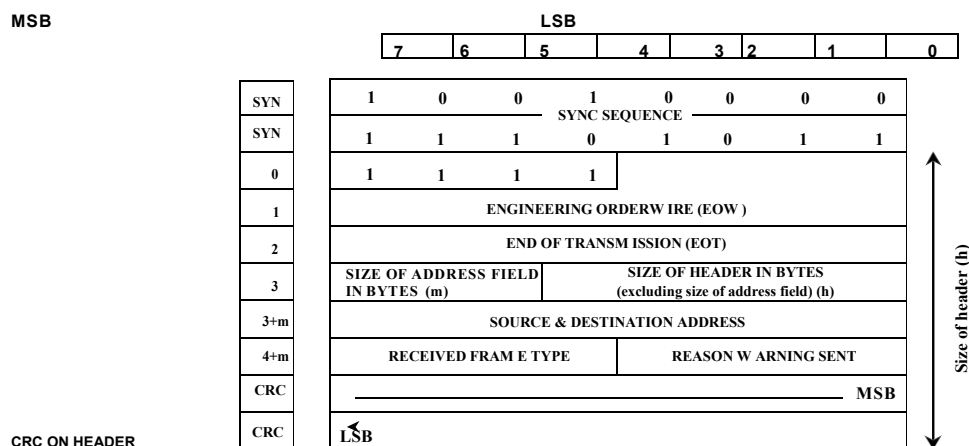 MSB LSB
7 6 5 4 3 2 1 0
SYN 1 0 0 1 0 0 0 0
SYNC SEQUENCE
SYN 1 1 1 0 1 0 1 1
0 1 1 1 1
1 ENGINEERING ORDERW IRE (EOW )
2 END OF TRANSM ISSION (EOT)
SIZE OF ADDRESS FIELD SIZE OF HEADER IN BYTES
3 IN BYTES (m) (excluding size of address field) (h)
3+m SOURCE & DESTINATION ADDRESS
4+m RECEIVED FRAM E TYPE REASON W ARNING SENT
CRC MSB
CRC LSB
Size of header (h)
CRC ON HEADER